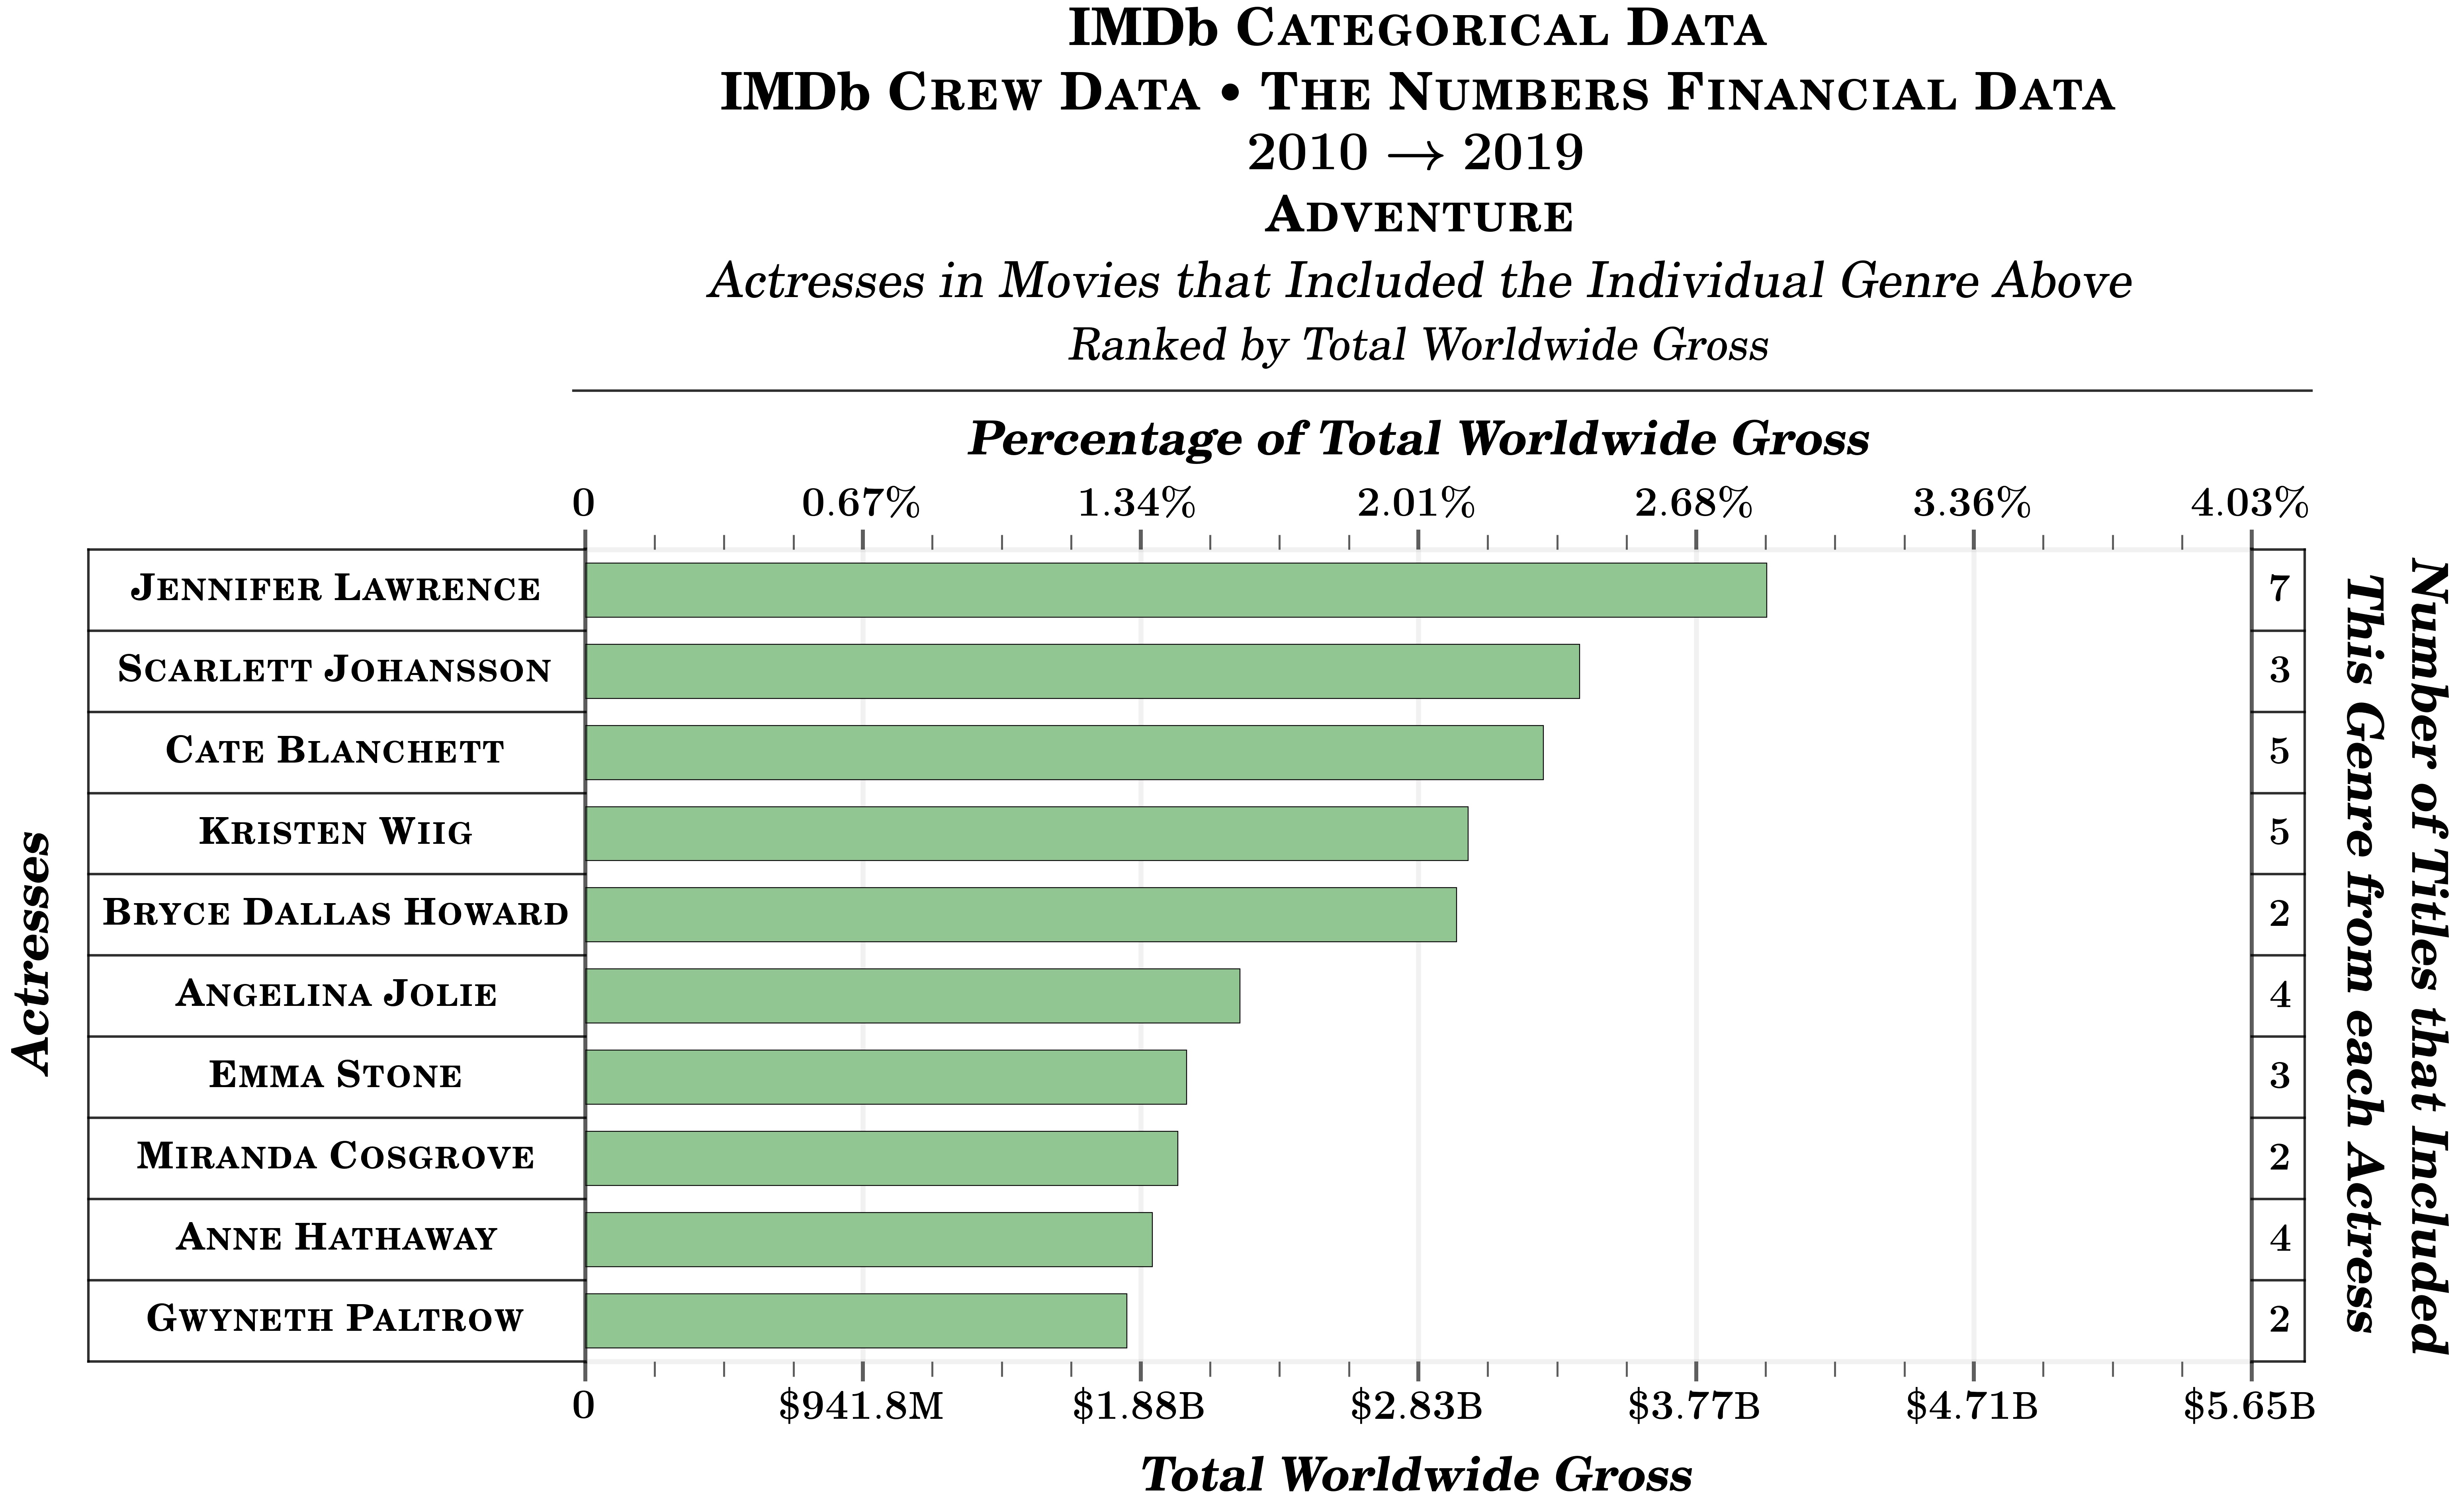 IMDb Categorical Data
IMDb Crew Data • The Numbers Financial Data
2010 → 2019
Adventure
Actresses in Movies that Included the Individual Genre Above
Ranked by Total Worldwide Gross
Percentage of Total Worldwide Gross
0 0.67% 1.34% 2.01% 2.68% 3.36% 4.03%
Actresses
Jennifer Lawrence 7
Scarlett Johansson 3
Cate Blanchett 5
Kristen Wiig 5
Bryce Dallas Howard 2
Angelina Jolie 4
Emma Stone 3
Miranda Cosgrove 2
Anne Hathaway 4
Gwyneth Paltrow 2
Number of Titles that Included
This Genre from each Actress
0 $941.8M $1.88B $2.83B $3.77B $4.71B $5.65B
Total Worldwide Gross